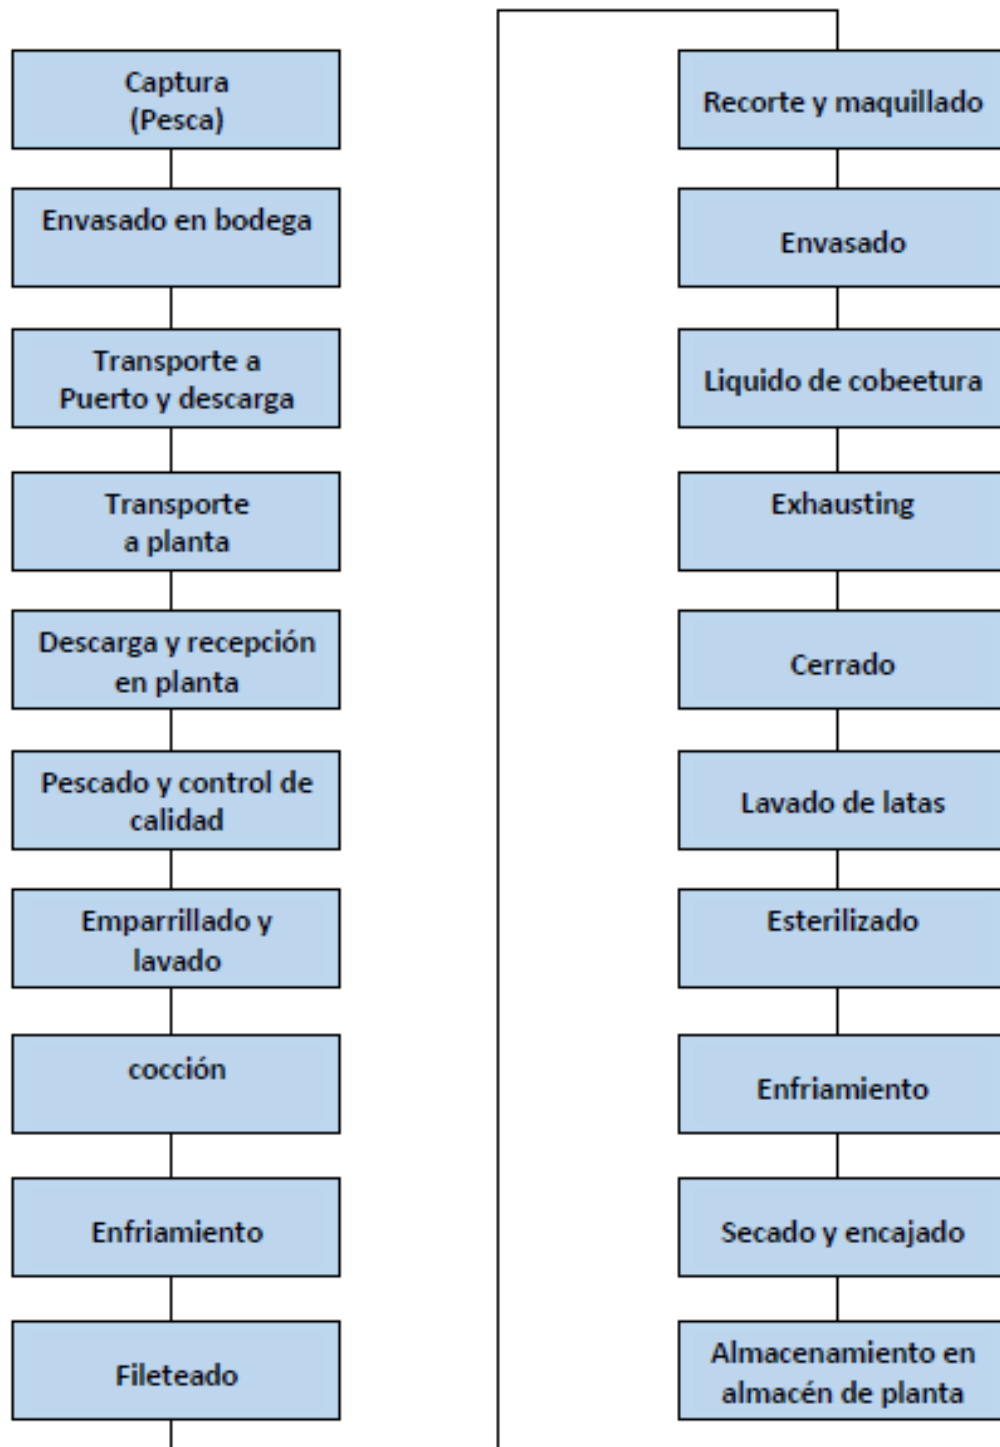 Captura
(Pesca)
Envasado en bodega
Transporte a
Puerto y descarga
Transporte
a planta
Descarga y recepción
en planta
Pescado y control de
calidad
Emparrillado y
lavado
cocción
Enfriamiento
Fileteado
Recorte y maquillado
Envasado
Liquido de cobeetura
Exhausting
Cerrado
Lavado de latas
Esterilizado
Enfriamiento
Secado y encajado
Almacenamiento en
almacén de planta